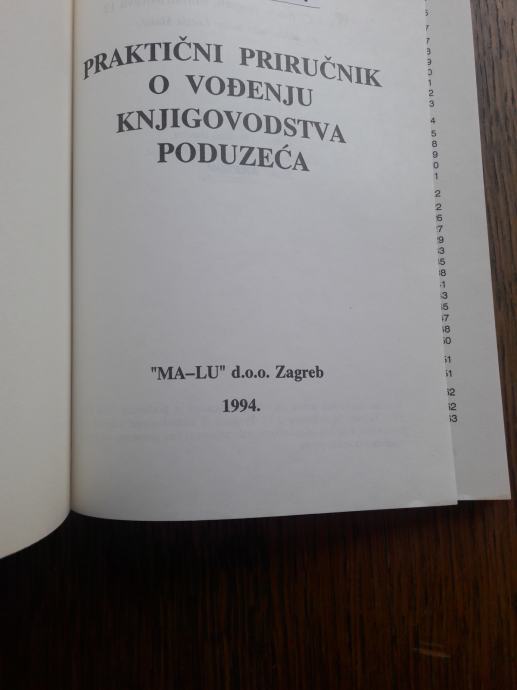 PRAKTIČNI PRIRUČNIK
O VOĐENJU
KNJIGOVODSTVA
PODUZEĆA
"MA–LU" d.o.o. Zagreb
1994.